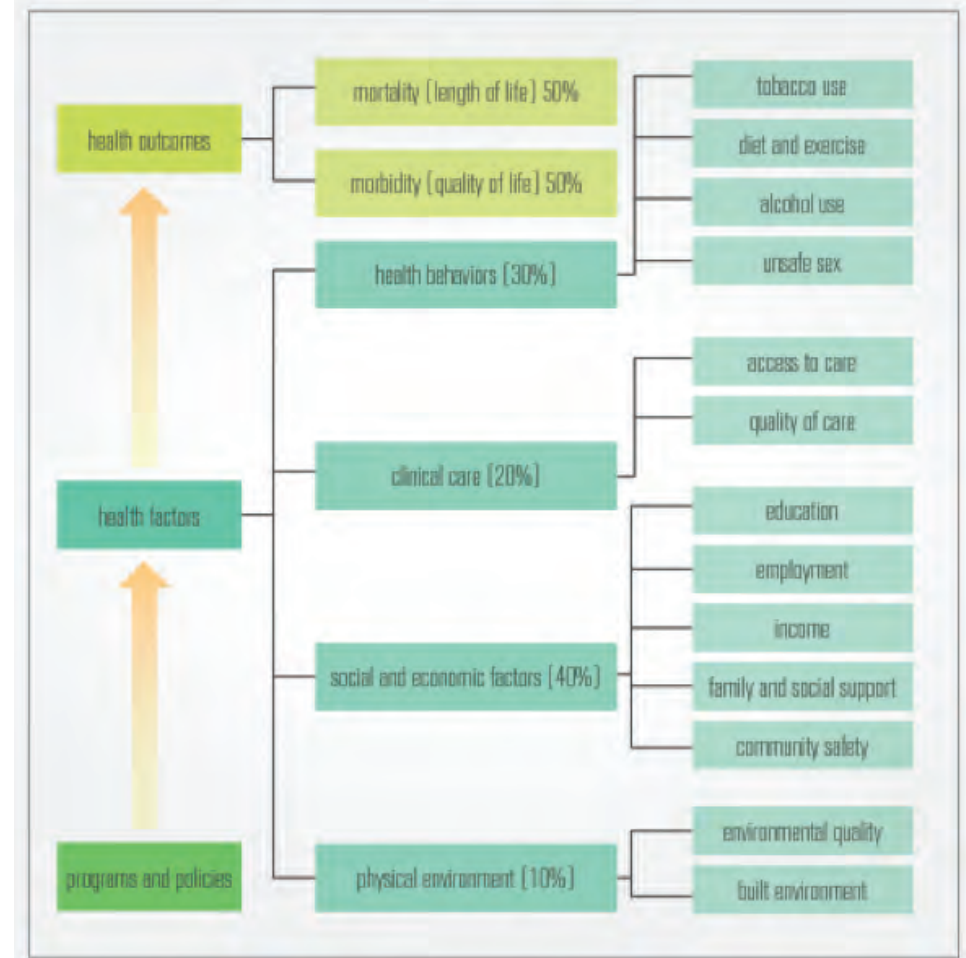 health outcomes
mortality (length of life) 50%
morbidity (quality of life) 50%
health factors
health behaviors (30%)
tobacco use
diet and exercise
alcohol use
unsafe sex
clinical care (20%)
access to care
quality of care
social and economic factors (40%)
education
employment
income
family and social support
community safety
physical environment (10%)
environmental quality
built environment
programs and policies